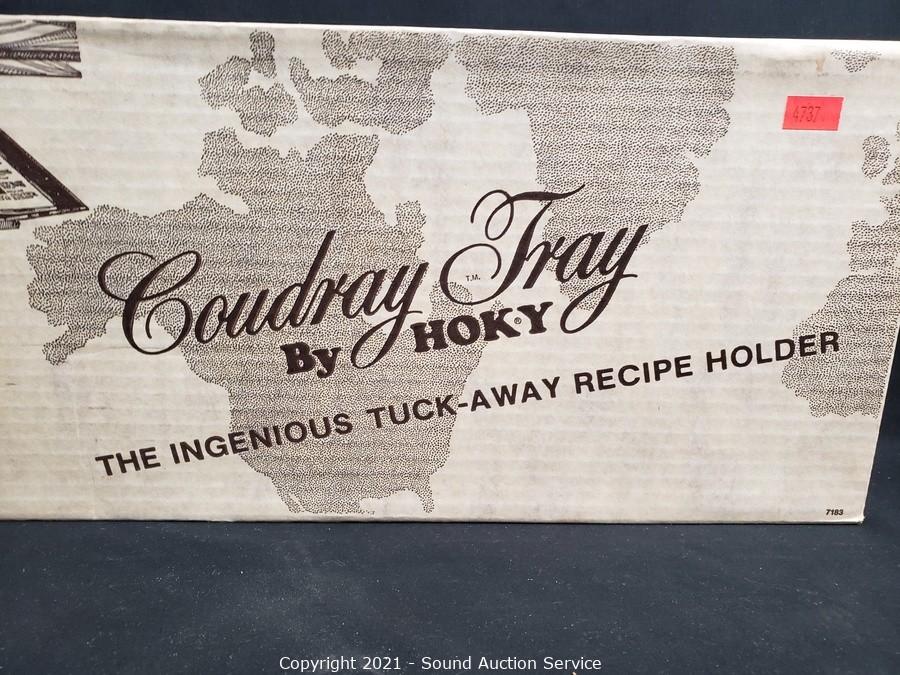 4737
Coudray Tray
T.M.
By HOKY®
THE INGENIOUS TUCK-AWAY RECIPE HOLDER
7183
Copyright 2021 - Sound Auction Service